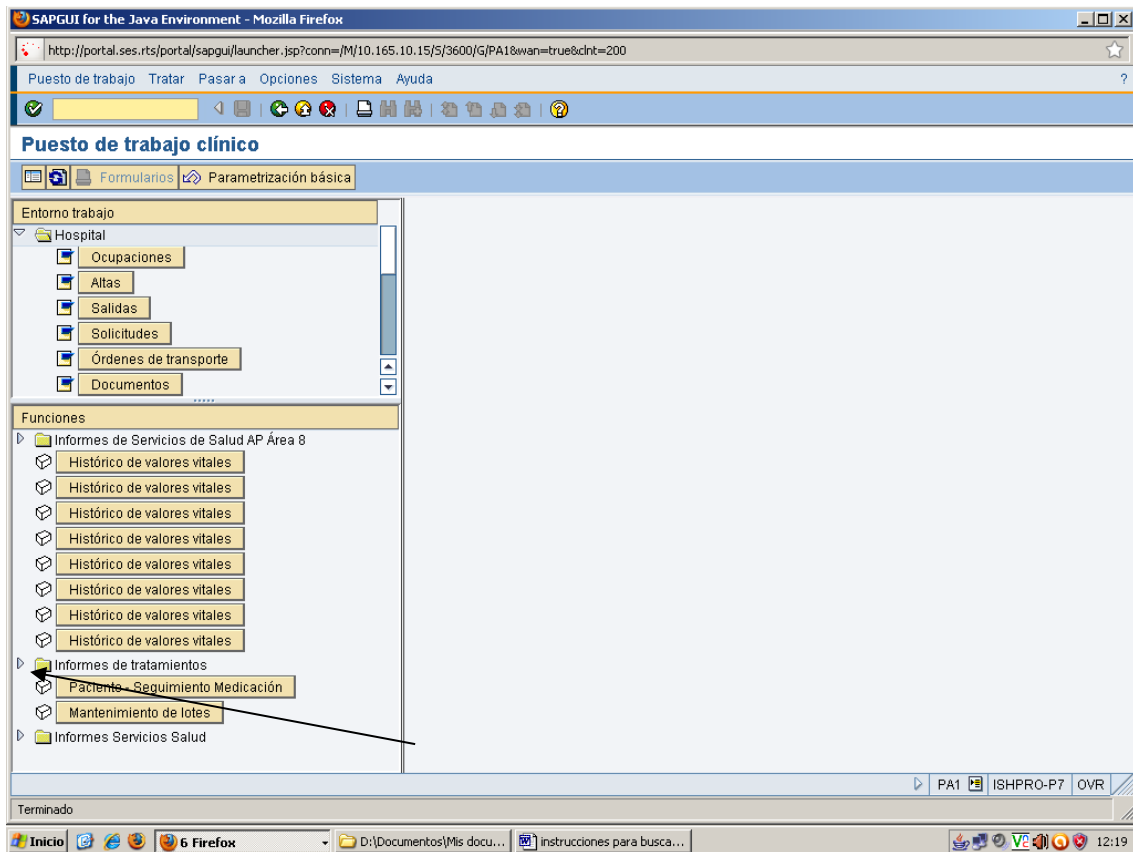 SAPGUI for the Java Environment - Mozilla Firefox
http://portal.ses.rts/portal/sapgui/launcher.jsp?conn=/M/10.165.10.15/S/3600/G/PA1&wan=true&clnt=200
Puesto de trabajo Tratar Pasar a Opciones Sistema Ayuda ?
Puesto de trabajo clínico
Formularios Parametrización básica
Entorno trabajo
Hospital
Ocupaciones
Altas
Salidas
Solicitudes
Órdenes de transporte
Documentos
Funciones
Informes de Servicios de Salud AP Área 8
Histórico de valores vitales
Histórico de valores vitales
Histórico de valores vitales
Histórico de valores vitales
Histórico de valores vitales
Histórico de valores vitales
Histórico de valores vitales
Histórico de valores vitales
Informes de tratamientos
Paciente - Seguimiento Medicación
Mantenimiento de lotes
Informes Servicios Salud
PA1 ISHPRO-P7 OVR
Terminado
Inicio 6 Firefox D:\Documentos\Mis docu... instrucciones para busca... 12:19